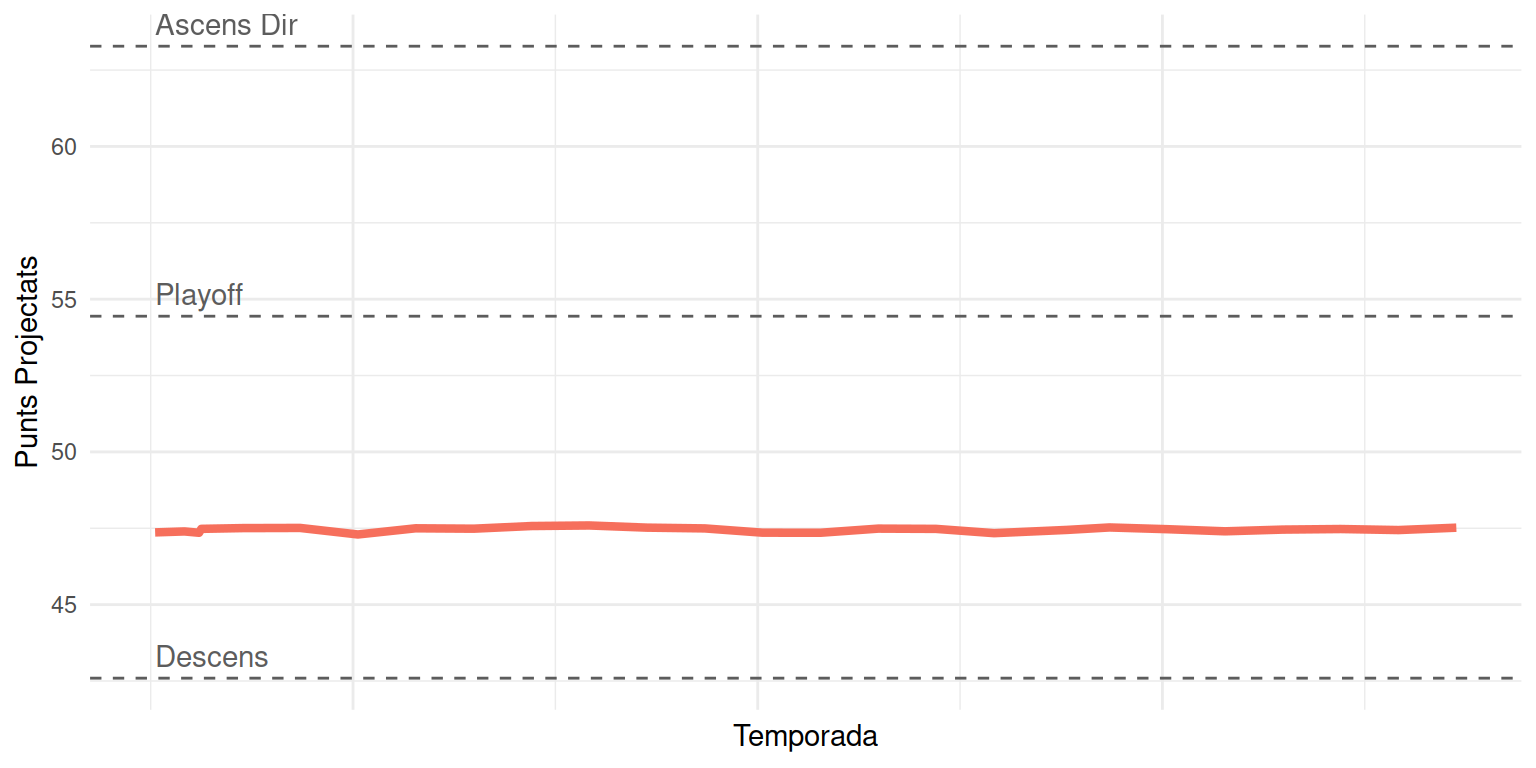 Ascens Dir
60
Playoff
55
50
45
Descens
Punts Projectats
Temporada